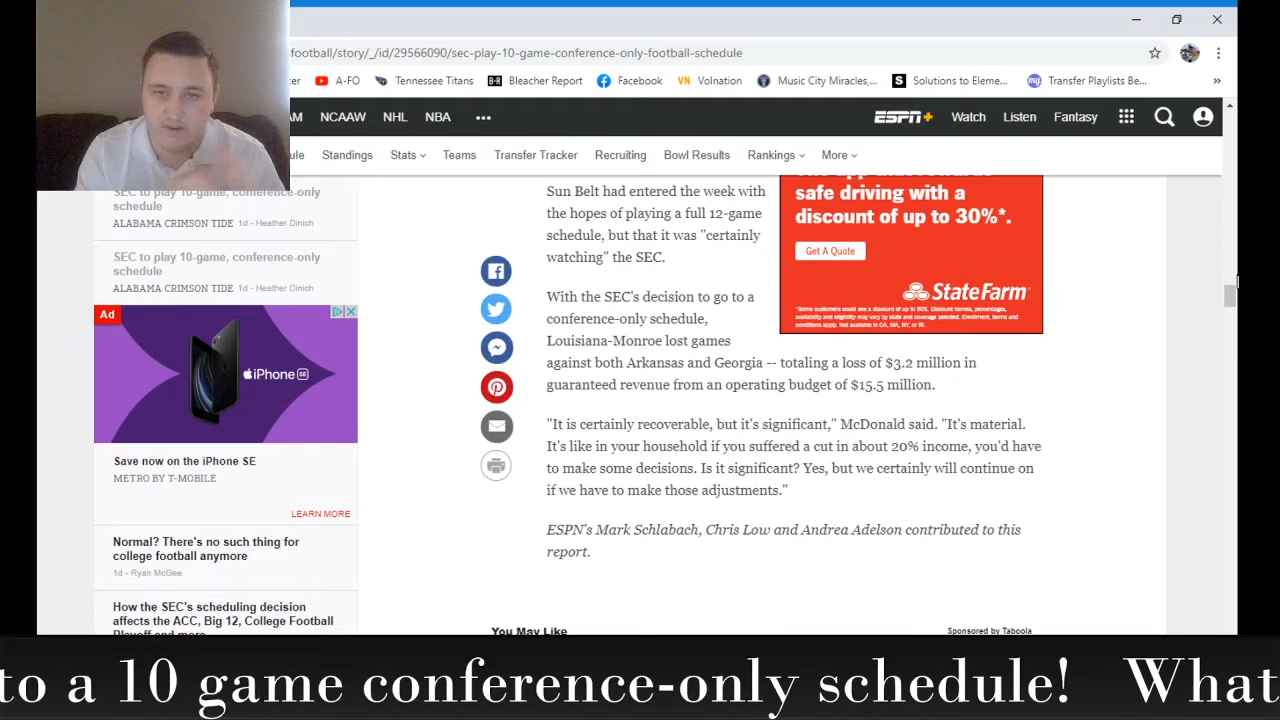 football/story/_/id/29566090/sec-play-10-game-conference-only-football-schedule
A-FO
Tennessee Titans
B·R
Bleacher Report
Facebook
VN
Volnation
Music City Miracles,...
S
Solutions to Eleme...
my
Transfer Playlists Be...
»
NCAAW
NHL
NBA
•••
ESPN+
Watch
Listen
Fantasy
Standings
Stats
Teams
Transfer Tracker
Recruiting
Bowl Results
Rankings
More
SEC to play 10-game, conference-only
schedule
ALABAMA CRIMSON TIDE 1d - Heather Dinich
SEC to play 10-game, conference-only
schedule
ALABAMA CRIMSON TIDE 1d - Heather Dinich
Ad
iPhone SE
Save now on the iPhone SE
METRO BY T-MOBILE
LEARN MORE
Normal? There's no such thing for
college football anymore
1d - Ryan McGee
How the SEC's scheduling decision
affects the ACC, Big 12, College Football
Playoff and more
Sun Belt had entered the week with
the hopes of playing a full 12-game
schedule, but that it was "certainly
watching" the SEC.
With the SEC's decision to go to a
conference-only schedule,
Louisiana-Monroe lost games
against both Arkansas and Georgia -- totaling a loss of $3.2 million in
guaranteed revenue from an operating budget of $15.5 million.
"It is certainly recoverable, but it's significant," McDonald said. "It's material.
It's like in your household if you suffered a cut in about 20% income, you'd have
to make some decisions. Is it significant? Yes, but we certainly will continue on
if we have to make those adjustments."
ESPN's Mark Schlabach, Chris Low and Andrea Adelson contributed to this
report.
safe driving with a
discount of up to 30%*.
Get A Quote
StateFarm
You May Like
Sponsored by Taboola
to a 10 game conference-only schedule! What